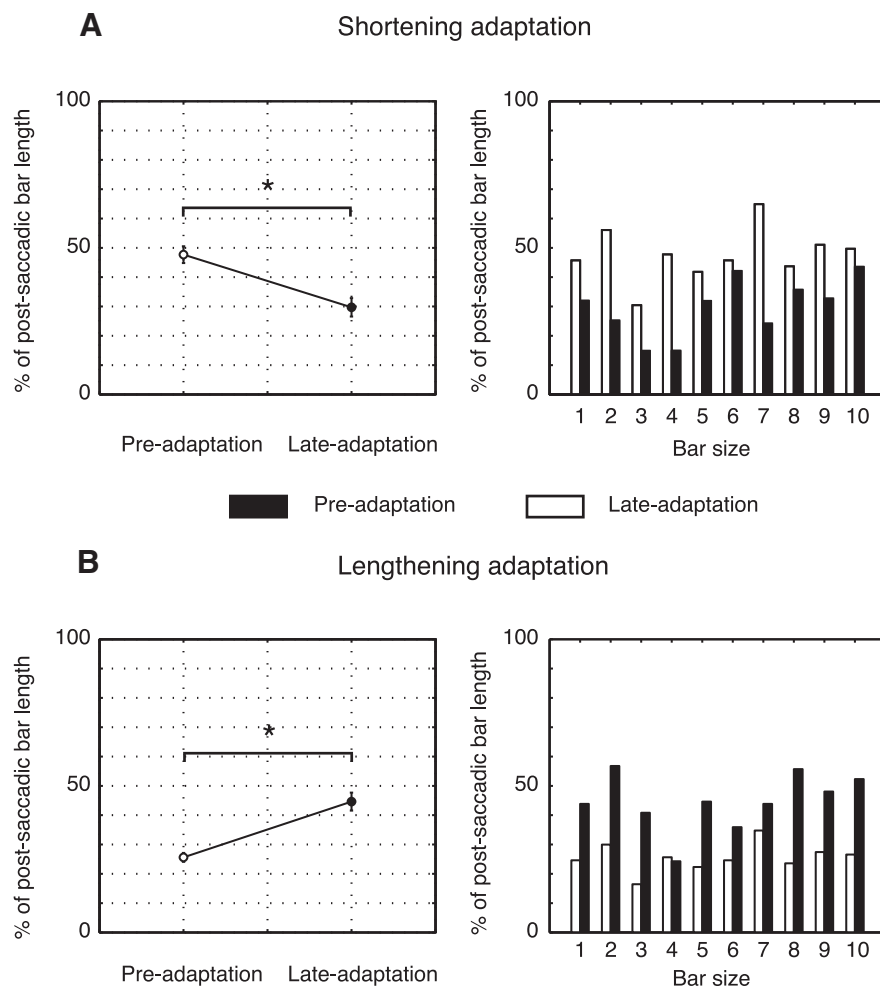 A
Shortening adaptation
% of post-saccadic bar length
100
50
0
*
Pre-adaptation Late-adaptation
% of post-saccadic bar length
100
50
0
1 2 3 4 5 6 7 8 9 10
Bar size
Pre-adaptation Late-adaptation
B
Lengthening adaptation
% of post-saccadic bar length
100
50
0
*
Pre-adaptation Late-adaptation
% of post-saccadic bar length
100
50
0
1 2 3 4 5 6 7 8 9 10
Bar size